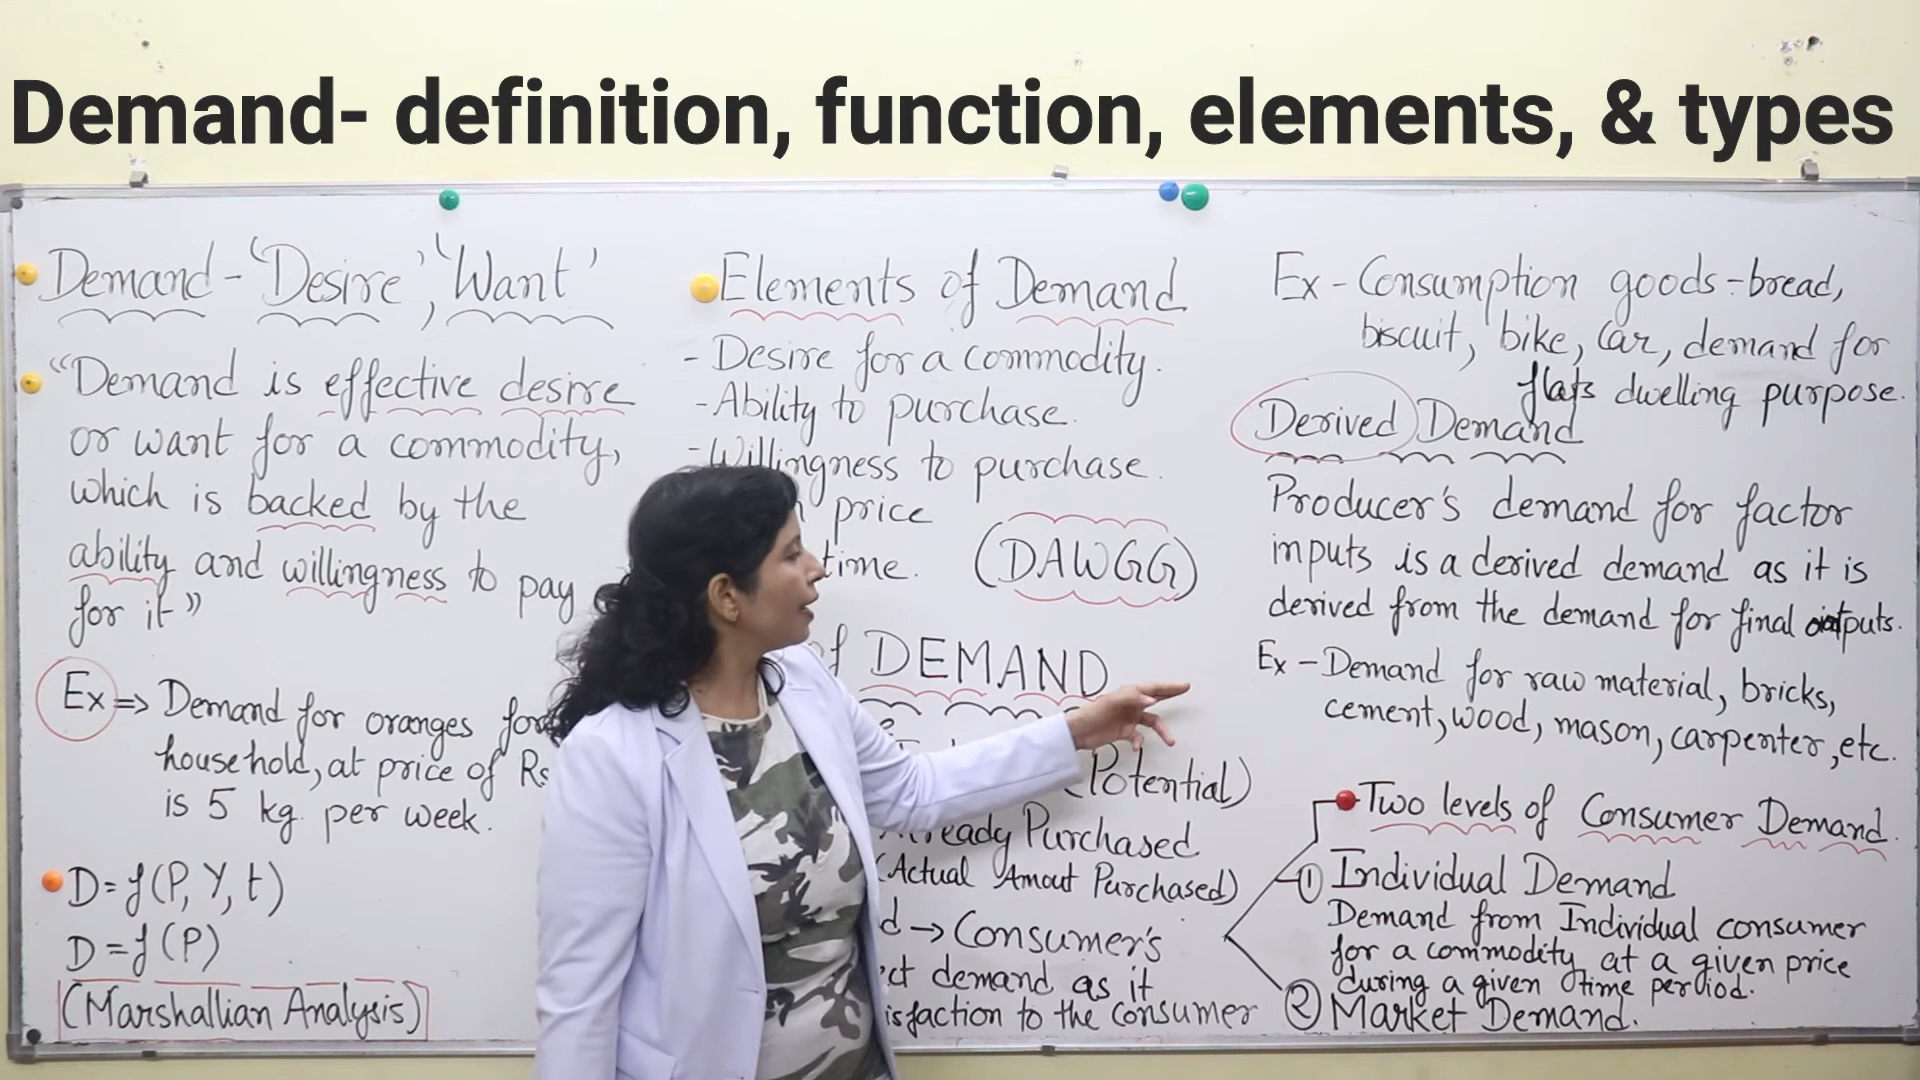 Demand- definition, function, elements, & types
Demand - 'Desire', 'Want'
"Demand is effective desire
or want for a commodity,
which is backed by the
ability and willingness to pay
for it"
Ex => Demand for oranges for
household, at price of Rs
is 5 kg. per week.
D = f(P, Y, t)
D = f(P)
(Marshallian Analysis)
Elements of Demand
- Desire for a commodity.
- Ability to purchase.
- Willingness to purchase.
price
time. (DAWGG)
of DEMAND
(Potential)
Already Purchased
(Actual Amout Purchased)
→ Consumer's
demand as it
to the consumer
Ex - Consumption goods - bread,
biscuit, bike, car, demand for
flats dwelling purpose.
Derived Demand
Producer's demand for factor
inputs is a derived demand as it is
derived from the demand for final outputs.
Ex - Demand for raw material, bricks,
cement, wood, mason, carpenter, etc.
Two levels of Consumer Demand.
① Individual Demand
Demand from Individual consumer
for a commodity at a given price
during a given time period.
② Market Demand.